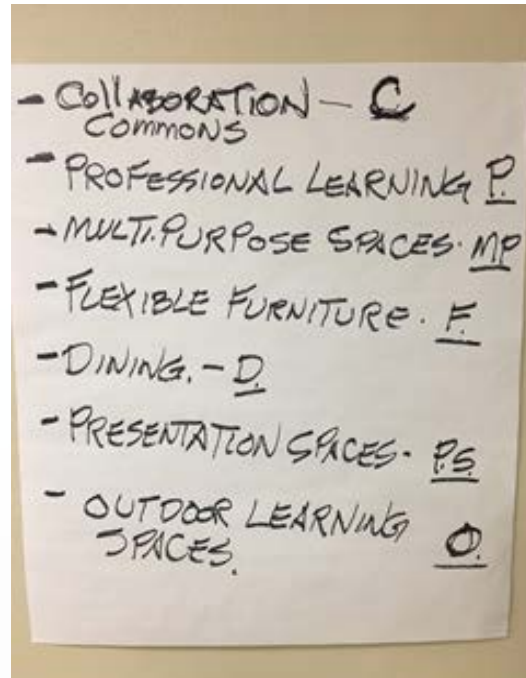 - COllABORATION - C
COMMONS
- PROFESSIONAL LEARNING P.
- MULTI.PURPOSE SPACES. MP
- FLEXIBLE FURNITURE. F.
- DINING. - D.
- PRESENTATION SPACES. P.S.
- OUTDOOR LEARNING
SPACES. O.